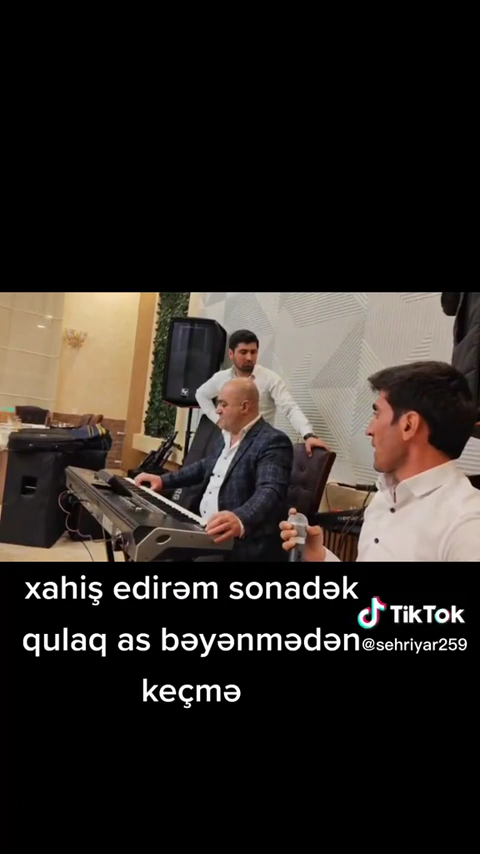 xahiş edirəm sonadək
qulaq as bəyənmədən
keçmə
TikTok
@sehriyar259